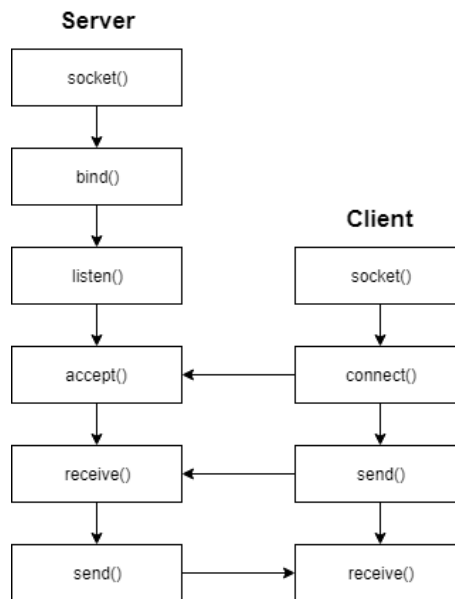 Server
socket()
bind()
listen()
accept()
receive()
send()
Client
socket()
connect()
send()
receive()